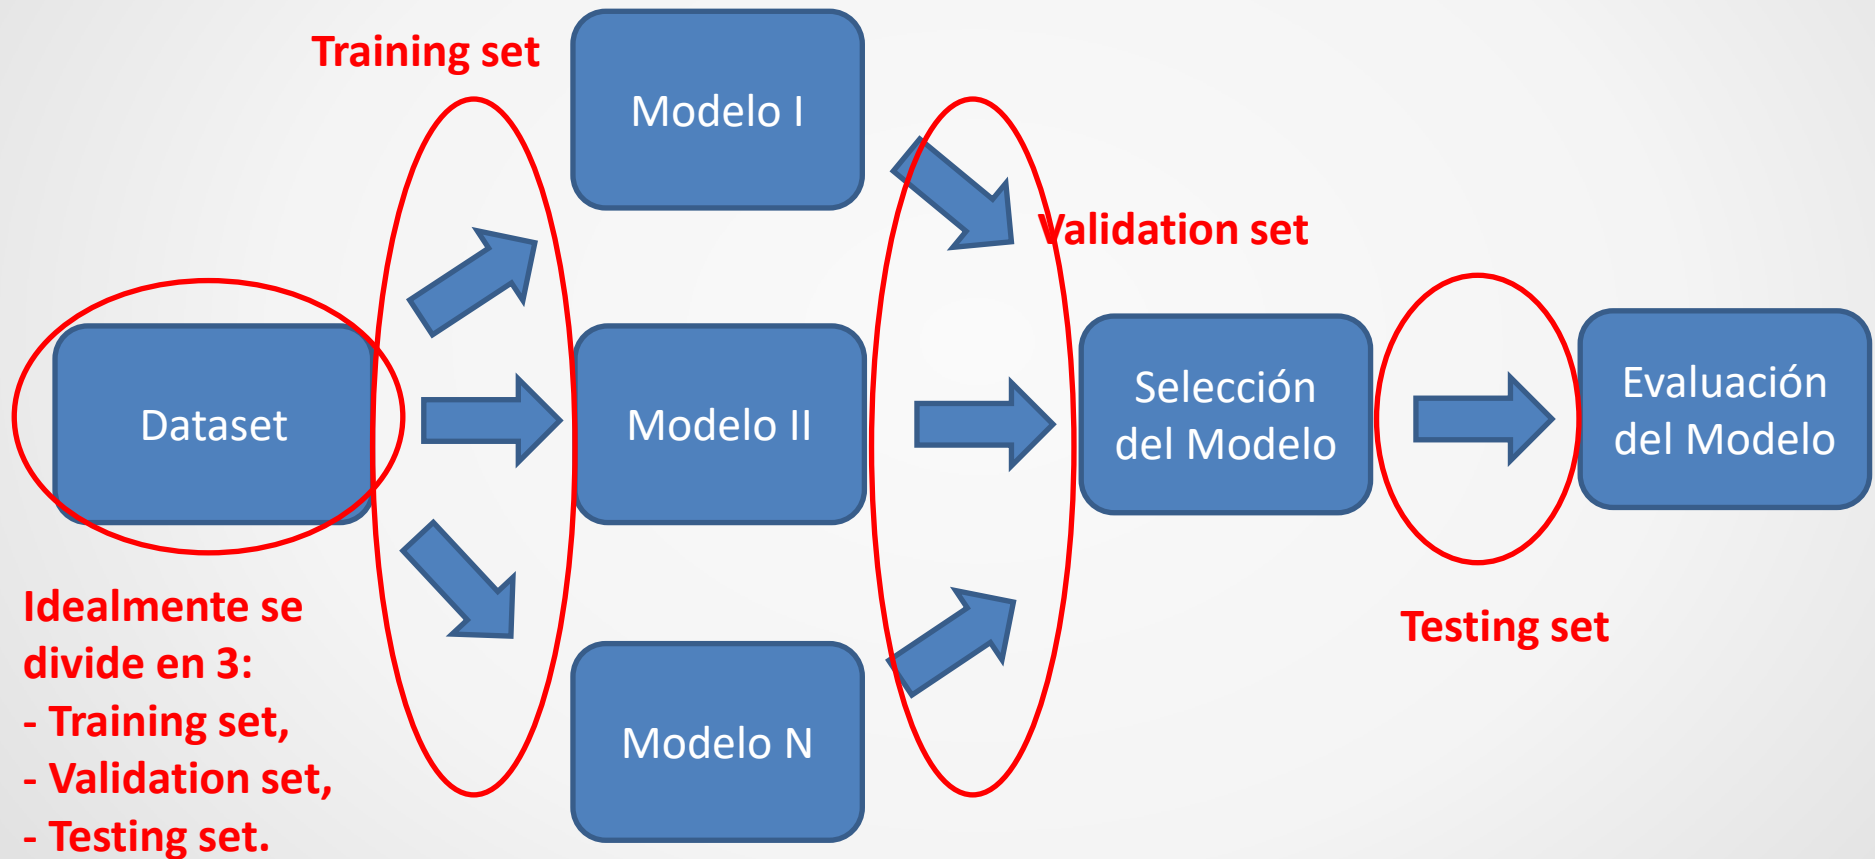 Training set
Modelo I
Validation set
Dataset
Modelo II
Selección
del Modelo
Evaluación
del Modelo
Idealmente se
divide en 3:
- Training set,
- Validation set,
- Testing set.
Modelo N
Testing set